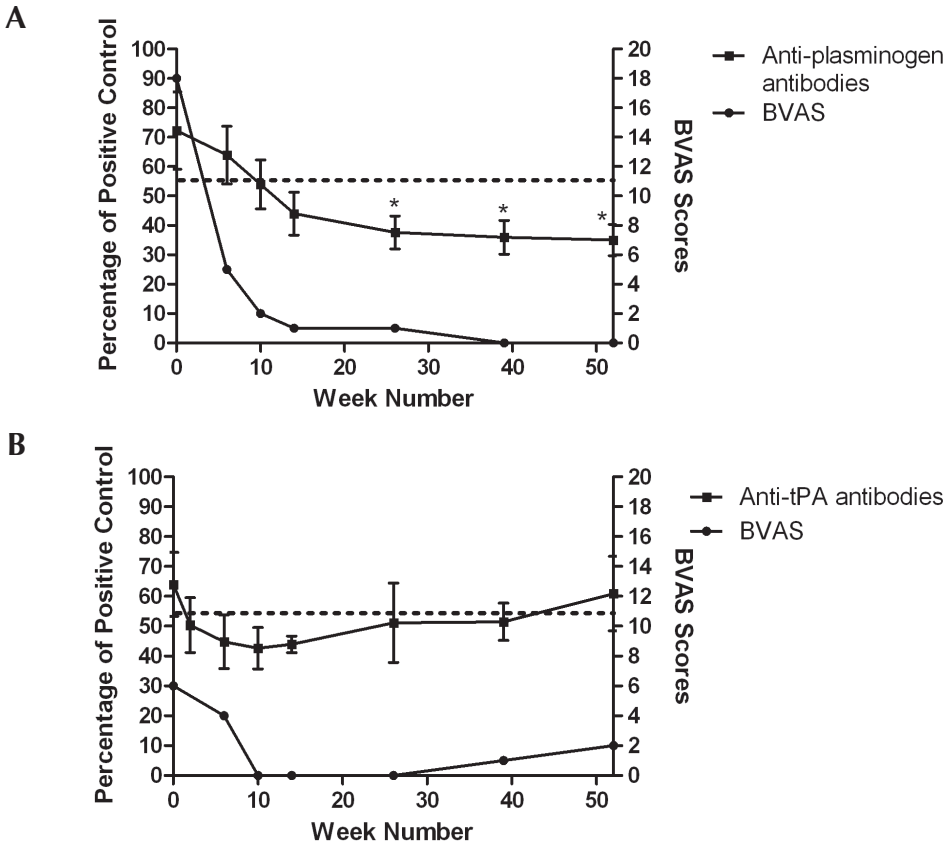 A
Percentage of Positive Control
100
90
80
70
60
50
40
30
20
10
0
0 10 20 30 40 50
Week Number
* * *
20
18
16
14
12
10
8
6
4
2
0
BVAS Scores
Anti-plasminogen
antibodies
BVAS
B
Percentage of Positive Control
100
90
80
70
60
50
40
30
20
10
0
0 10 20 30 40 50
Week Number
20
18
16
14
12
10
8
6
4
2
0
BVAS Scores
Anti-tPA antibodies
BVAS